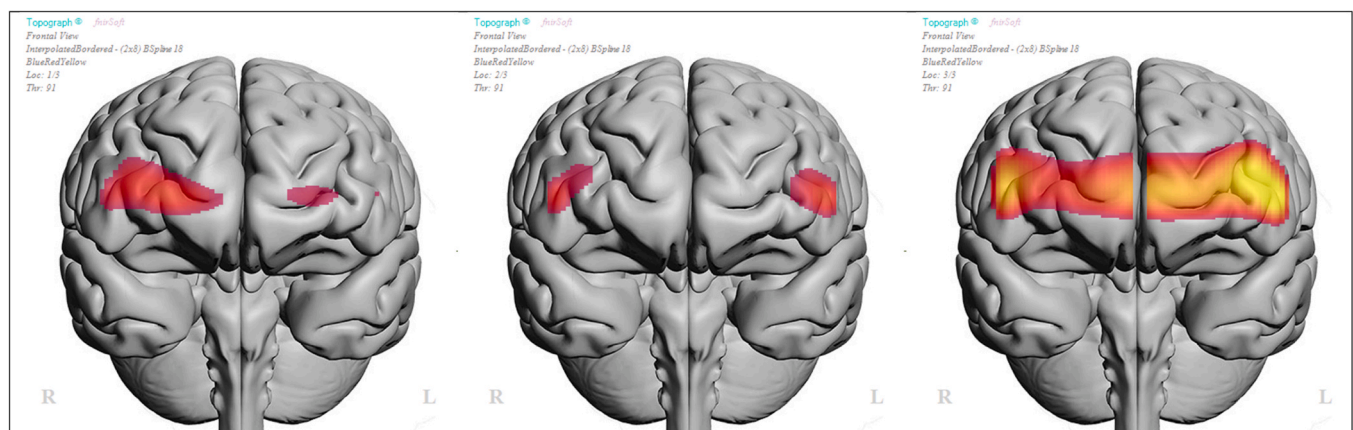 Topograph ® fnirSoft
Frontal View
InterpolatedBordered - (2x8) BSpline 18
BlueRedYellow
Loc: 1/3
Thr: 91
R
L
Topograph ® fnirSoft
Frontal View
InterpolatedBordered - (2x8) BSpline 18
BlueRedYellow
Loc: 2/3
Thr: 91
R
L
Topograph ® fnirSoft
Frontal View
InterpolatedBordered - (2x8) BSpline 18
BlueRedYellow
Loc: 3/3
Thr: 91
R
L